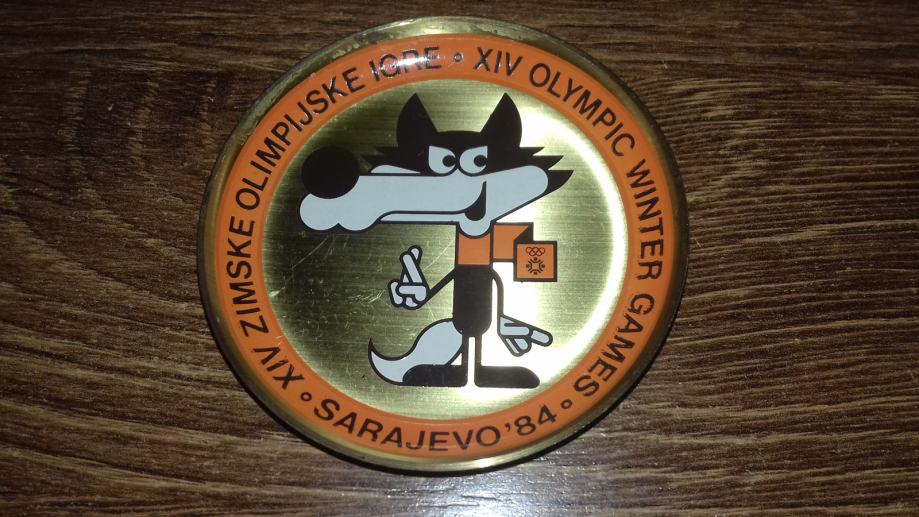 XIV ZIMSKE OLIMPIJSKE IGRE • XIV OLYMPIC WINTER GAMES
• SARAJEVO '84 •